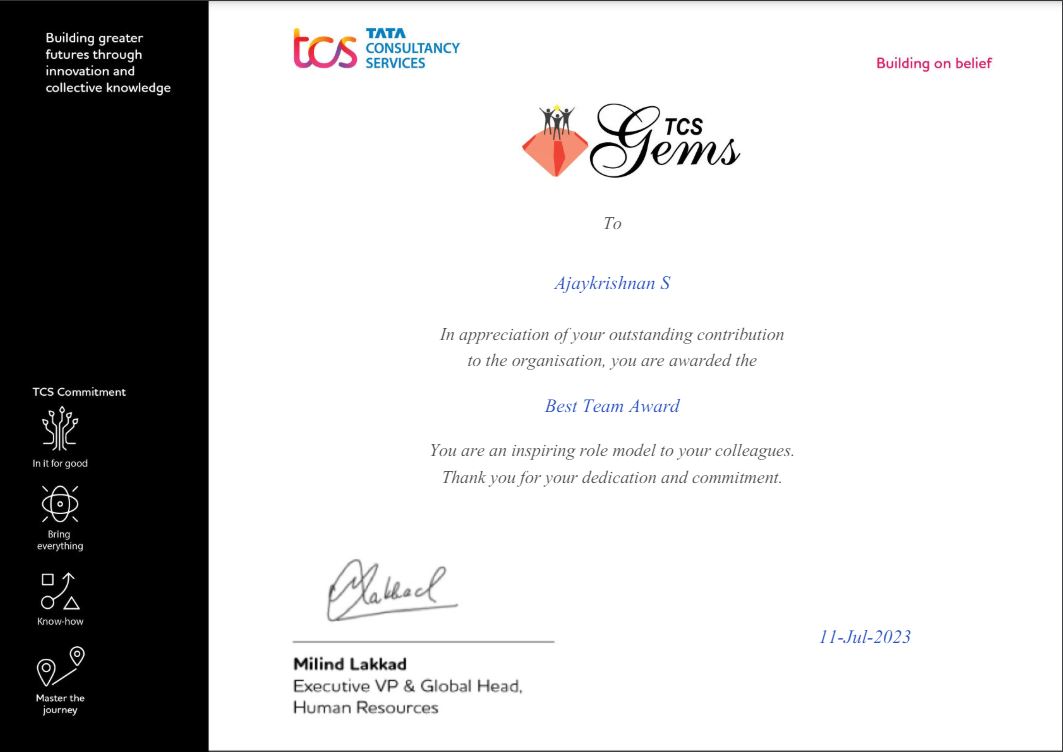 Building greater
futures through
innovation and
collective knowledge
tcs TATA
CONSULTANCY
SERVICES
Building on belief
TCS
Gems
To
Ajaykrishnan S
In appreciation of your outstanding contribution
to the organisation, you are awarded the
Best Team Award
You are an inspiring role model to your colleagues.
Thank you for your dedication and commitment.
TCS Commitment
In it for good
Bring
everything
Know-how
Master the
journey
Lakkad
Milind Lakkad
Executive VP & Global Head,
Human Resources
11-Jul-2023